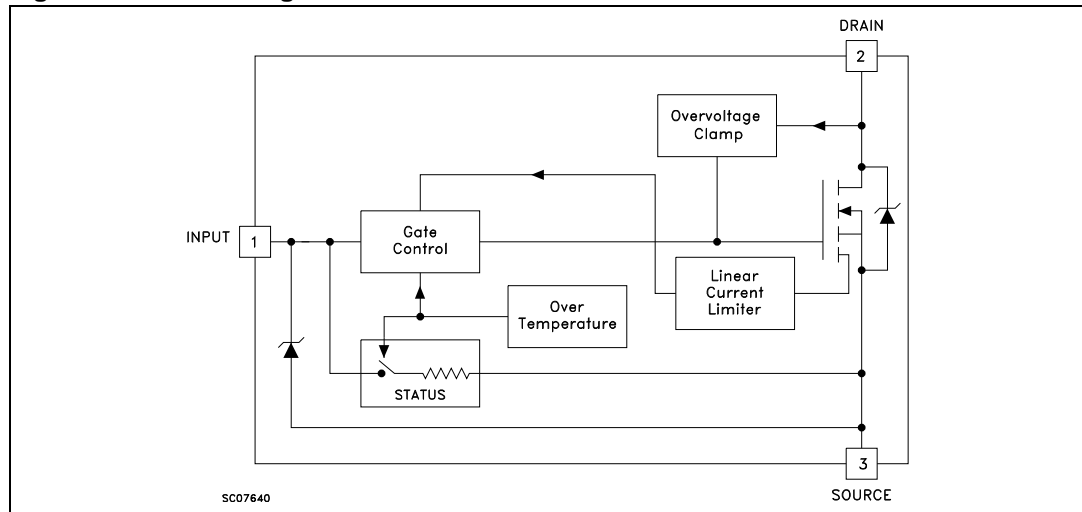 DRAIN
2
Overvoltage
Clamp
INPUT
1
Gate
Control
Linear
Current
Limiter
Over
Temperature
STATUS
3
SOURCE
SC07640